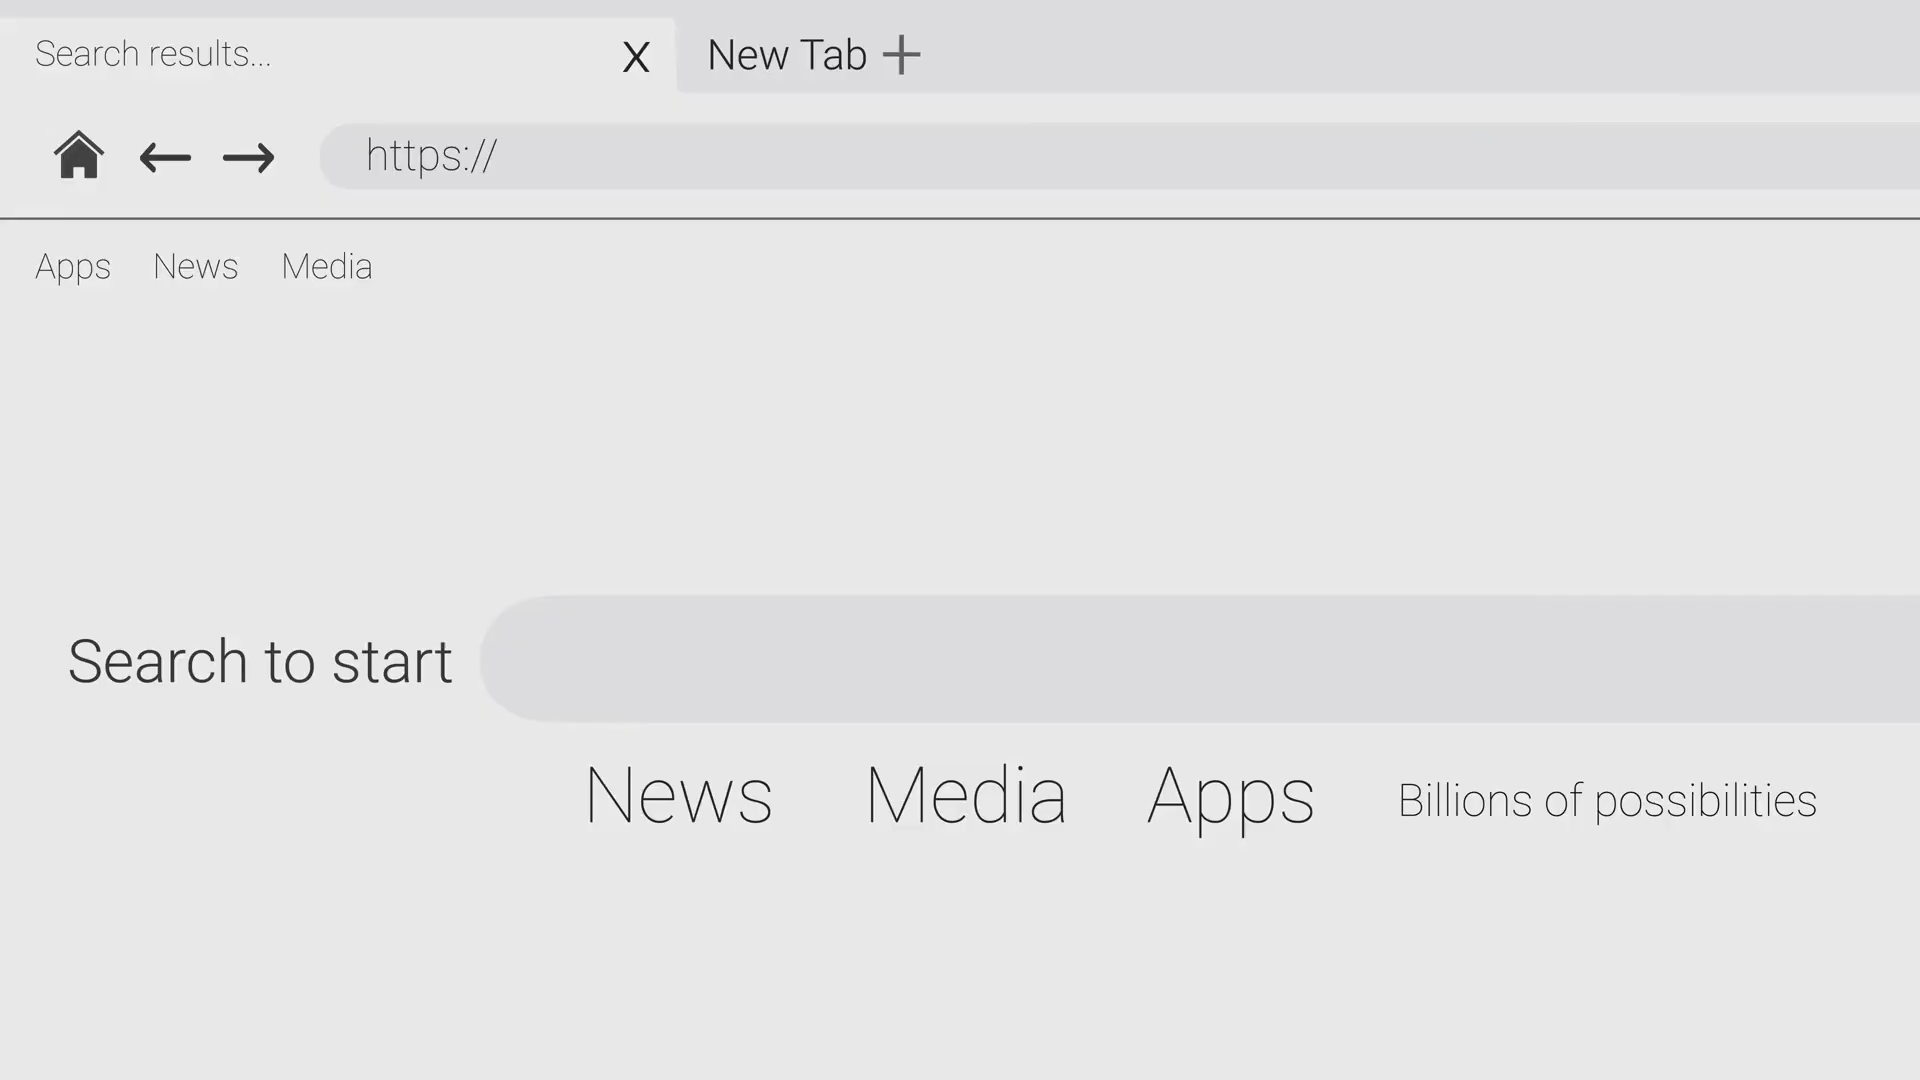 Search results...
X
New Tab
https://
Apps News Media
Search to start
News Media Apps Billions of possibilities